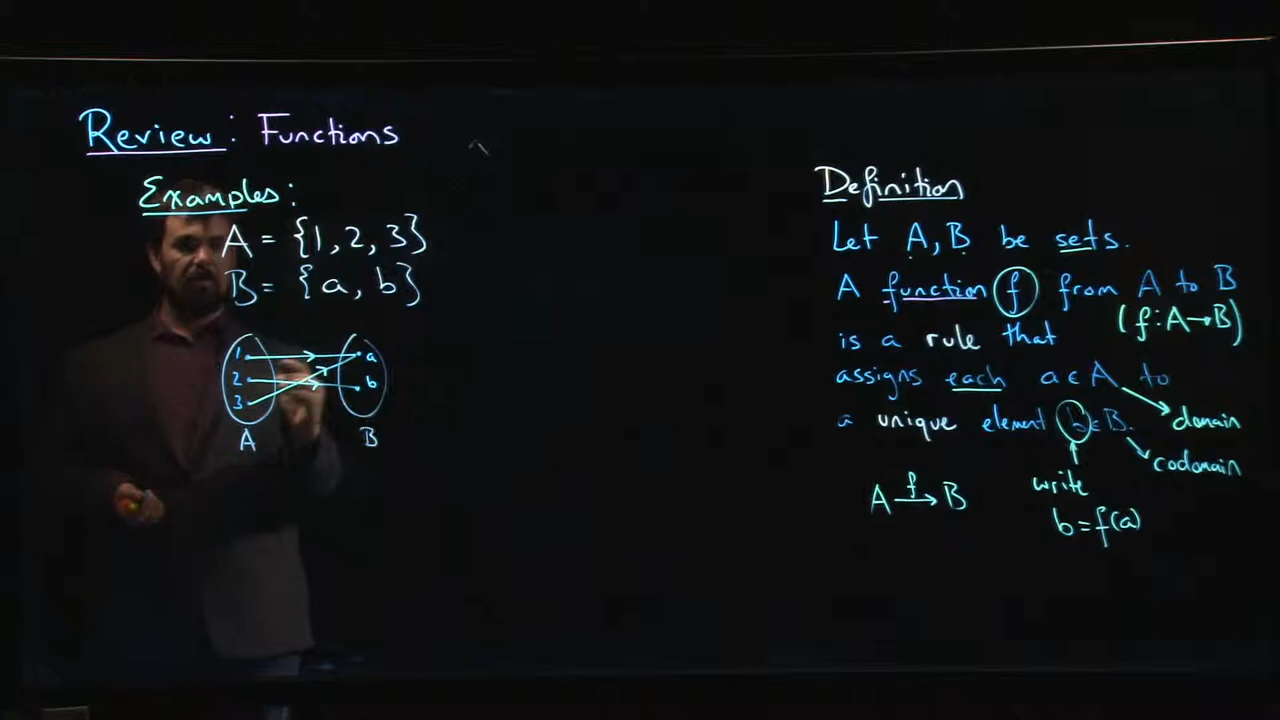 Review: Functions
Examples:
A = {1, 2, 3}
B = {a, b}
1 a
2 b
3
A B
Definition
Let A, B be sets.
A function f from A to B
(f: A→B)
is a rule that
assigns each a ∈ A to
a unique element b ∈ B.
domain
codomain
A f→ B
write
b = f(a)